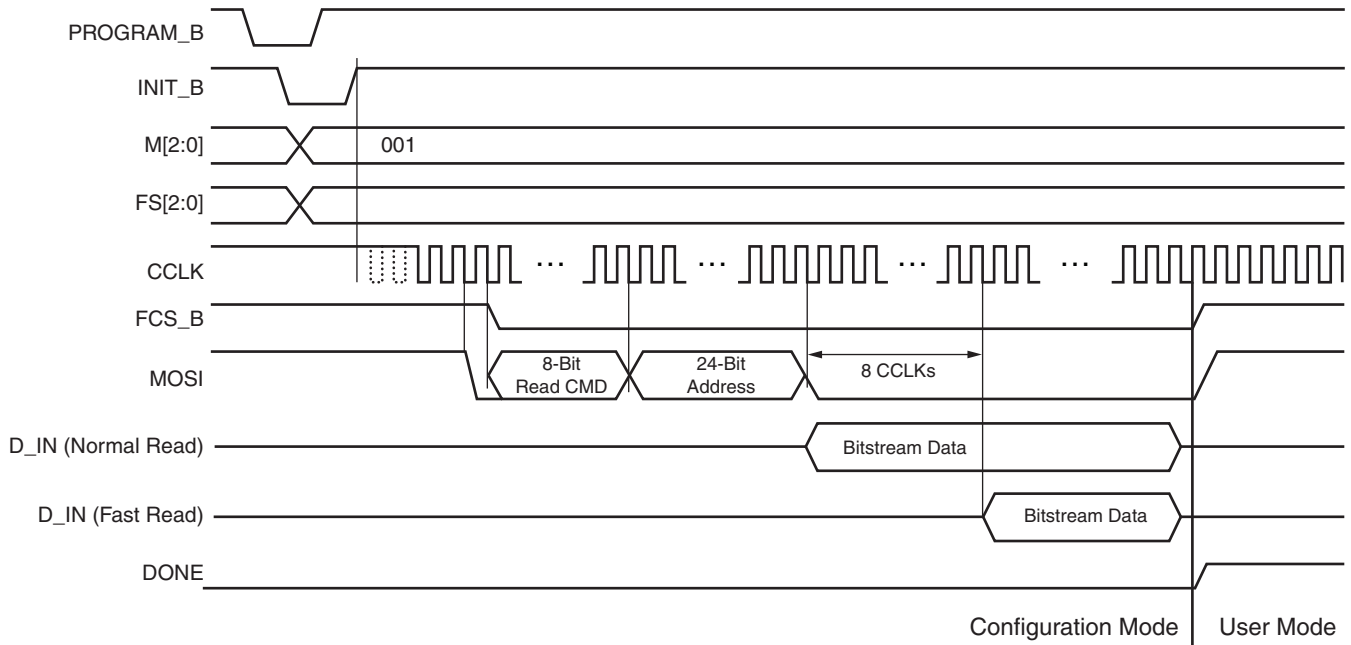 PROGRAM_B
INIT_B
M[2:0]
001
FS[2:0]
CCLK
... ... ... ... ...
FCS_B
MOSI
8-Bit
Read CMD
24-Bit
Address
8 CCLKs
D_IN (Normal Read)
Bitstream Data
D_IN (Fast Read)
Bitstream Data
DONE
Configuration Mode
User Mode